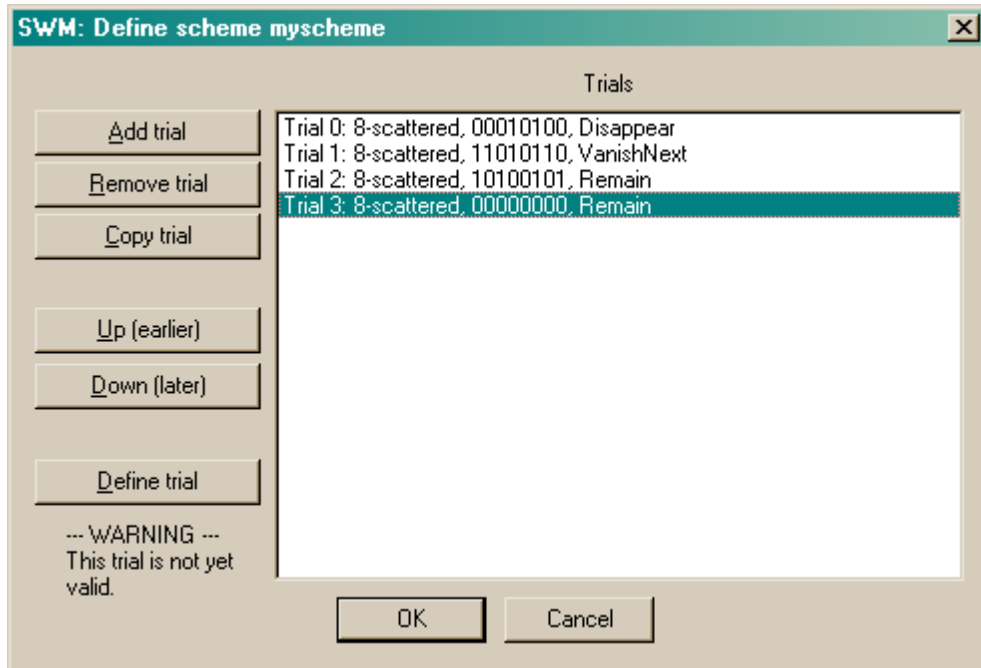 SWM: Define scheme myscheme
Trials
Add trial
Remove trial
Copy trial
Up (earlier)
Down (later)
Define trial
--- WARNING ---
This trial is not yet
valid.
Trial 0: 8-scattered, 00010100, Disappear
Trial 1: 8-scattered, 11010110, VanishNext
Trial 2: 8-scattered, 10100101, Remain
Trial 3: 8-scattered, 00000000, Remain
OK
Cancel